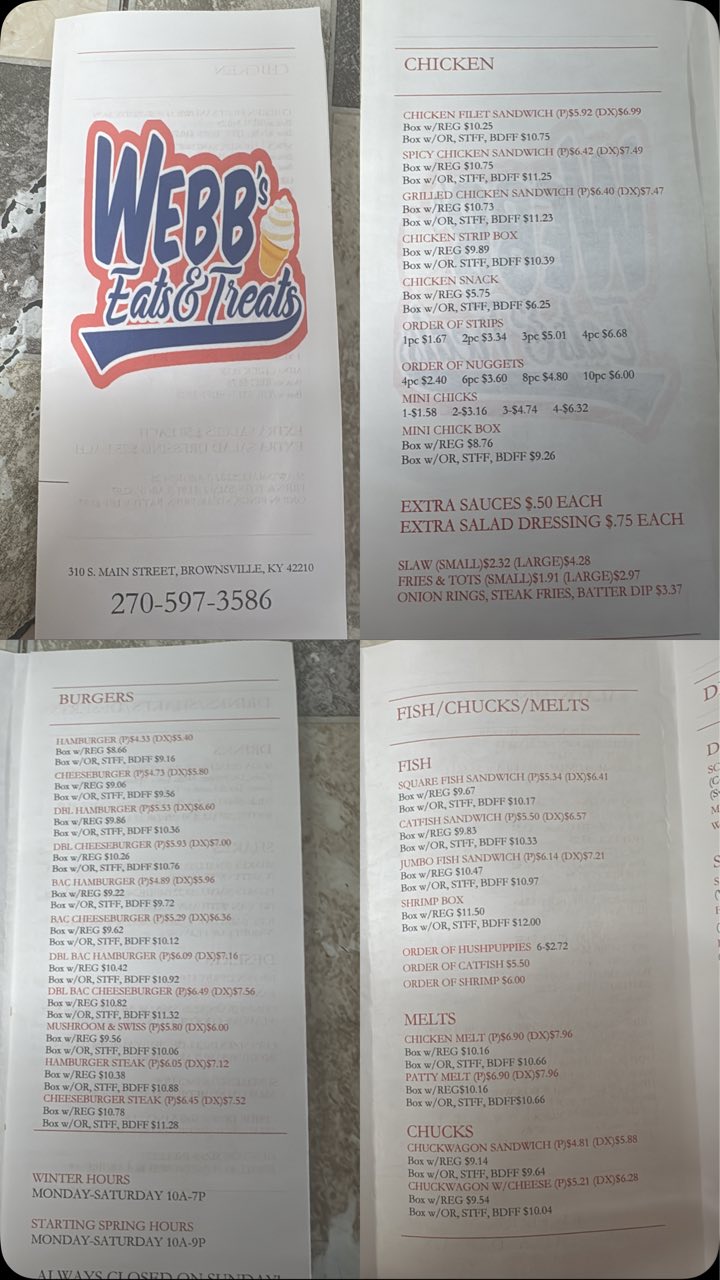 WEBB's
Eats & Treats
310 S. MAIN STREET, BROWNSVILLE, KY 42210
270-597-3586
CHICKEN
CHICKEN FILET SANDWICH (P)$5.92 (DX)$6.99
Box w/REG $10.25
Box w/OR, STFF, BDFF $10.75
SPICY CHICKEN SANDWICH (P)$6.42 (DX)$7.49
Box w/REG $10.75
Box w/OR, STFF, BDFF $11.25
GRILLED CHICKEN SANDWICH (P)$6.40 (DX)$7.47
Box w/REG $10.73
Box w/OR, STFF, BDFF $11.23
CHICKEN STRIP BOX
Box w/REG $9.89
Box w/OR. STFF, BDFF $10.39
CHICKEN SNACK
Box w/REG $5.75
Box w/OR, STFF, BDFF $6.25
ORDER OF STRIPS
1pc $1.67 2pc $3.34 3pc $5.01 4pc $6.68
ORDER OF NUGGETS
4pc $2.40 6pc $3.60 8pc $4.80 10pc $6.00
MINI CHICKS
1-$1.58 2-$3.16 3-$4.74 4-$6.32
MINI CHICK BOX
Box w/REG $8.76
Box w/OR, STFF, BDFF $9.26
EXTRA SAUCES $.50 EACH
EXTRA SALAD DRESSING $.75 EACH
SLAW (SMALL)$2.32 (LARGE)$4.28
FRIES & TOTS (SMALL)$1.91 (LARGE)$2.97
ONION RINGS, STEAK FRIES, BATTER DIP $3.37
BURGERS
HAMBURGER (P)$4.33 (DX)$5.40
Box w/REG $8.66
Box w/OR, STFF, BDFF $9.16
CHEESEBURGER (P)$4.73 (DX)$5.80
Box w/REG $9.06
Box w/OR, STFF, BDFF $9.56
DBL HAMBURGER (P)$5.53 (DX)$6.60
Box w/REG $9.86
Box w/OR, STFF, BDFF $10.36
DBL CHEESEBURGER (P)$5.93 (DX)$7.00
Box w/REG $10.26
Box w/OR, STFF, BDFF $10.76
BAC HAMBURGER (P)$4.89 (DX)$5.96
Box w/REG $9.22
Box w/OR, STFF, BDFF $9.72
BAC CHEESEBURGER (P)$5.29 (DX)$6.36
Box w/REG $9.62
Box w/OR, STFF, BDFF $10.12
DBL BAC HAMBURGER (P)$6.09 (DX)$7.16
Box w/REG $10.42
Box w/OR, STFF, BDFF $10.92
DBL BAC CHEESEBURGER (P)$6.49 (DX)$7.56
Box w/REG $10.82
Box w/OR, STFF, BDFF $11.32
MUSHROOM & SWISS (P)$5.80 (DX)$6.00
Box w/REG $9.56
Box w/OR, STFF, BDFF $10.06
HAMBURGER STEAK (P)$6.05 (DX)$7.12
Box w/REG $10.38
Box w/OR, STFF, BDFF $10.88
CHEESEBURGER STEAK (P)$6.45 (DX)$7.52
Box w/REG $10.78
Box w/OR, STFF, BDFF $11.28
WINTER HOURS
MONDAY-SATURDAY 10A-7P
STARTING SPRING HOURS
MONDAY-SATURDAY 10A-9P
ALWAYS CLOSED ON SUNDAY!
FISH/CHUCKS/MELTS
FISH
SQUARE FISH SANDWICH (P)$5.34 (DX)$6.41
Box w/REG $9.67
Box w/OR, STFF, BDFF $10.17
CATFISH SANDWICH (P)$5.50 (DX)$6.57
Box w/REG $9.83
Box w/OR, STFF, BDFF $10.33
JUMBO FISH SANDWICH (P)$6.14 (DX)$7.21
Box w/REG $10.47
Box w/OR, STFF, BDFF $10.97
SHRIMP BOX
Box w/REG $11.50
Box w/OR, STFF, BDFF $12.00
ORDER OF HUSHPUPPIES 6-$2.72
ORDER OF CATFISH $5.50
ORDER OF SHRIMP $6.00
MELTS
CHICKEN MELT (P)$6.90 (DX)$7.96
Box w/REG $10.16
Box w/OR, STFF, BDFF $10.66
PATTY MELT (P)$6.90 (DX)$7.96
Box w/REG$10.16
Box w/OR, STFF, BDFF$10.66
CHUCKS
CHUCKWAGON SANDWICH (P)$4.81 (DX)$5.88
Box w/REG $9.14
Box w/OR, STFF, BDFF $9.64
CHUCKWAGON W/CHEESE (P)$5.21 (DX)$6.28
Box w/REG $9.54
Box w/OR, STFF, BDFF $10.04